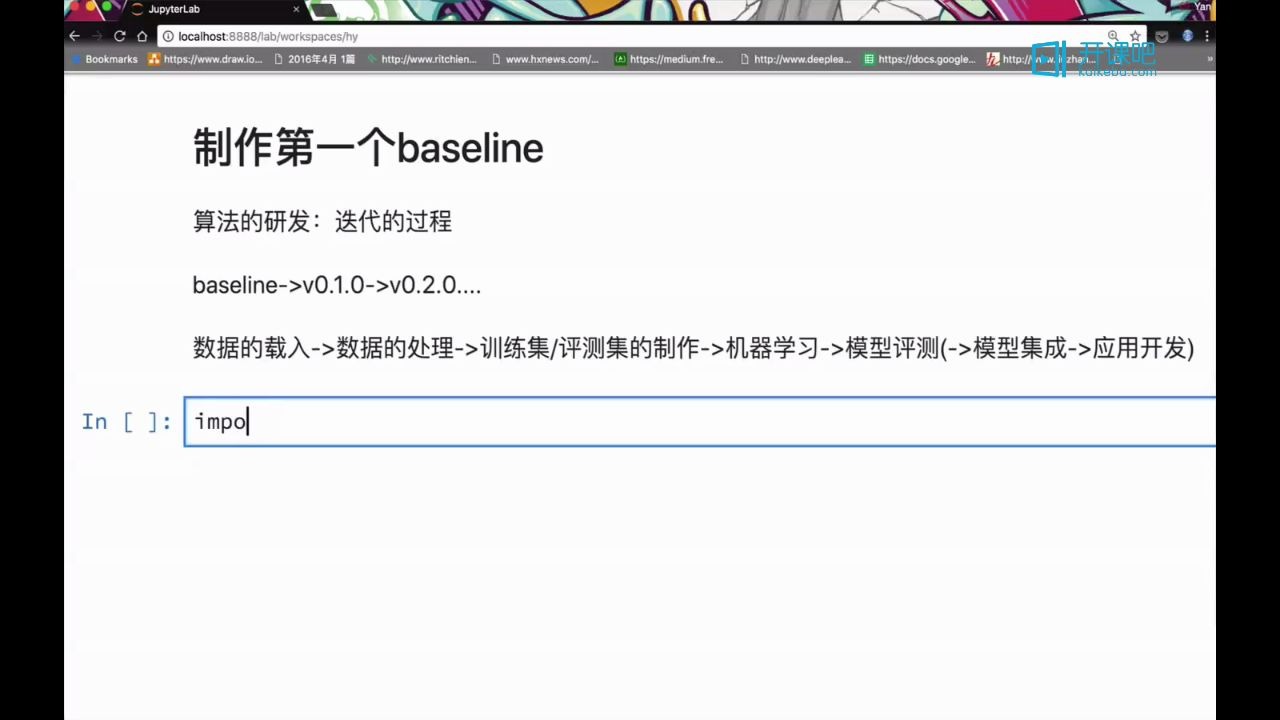 JupyterLab
Yan
localhost:8888/lab/workspaces/hy
Bookmarks https://www.draw.io... 2016年4月 1篇 http://www.ritchien... www.hxnews.com/... https://medium.fre... http://www.deeplea... https://docs.google... »
开课吧
kaikeba.com
制作第一个baseline
算法的研发：迭代的过程
baseline->v0.1.0->v0.2.0....
数据的载入->数据的处理->训练集/评测集的制作->机器学习->模型评测(->模型集成->应用开发)
In [ ]: impo